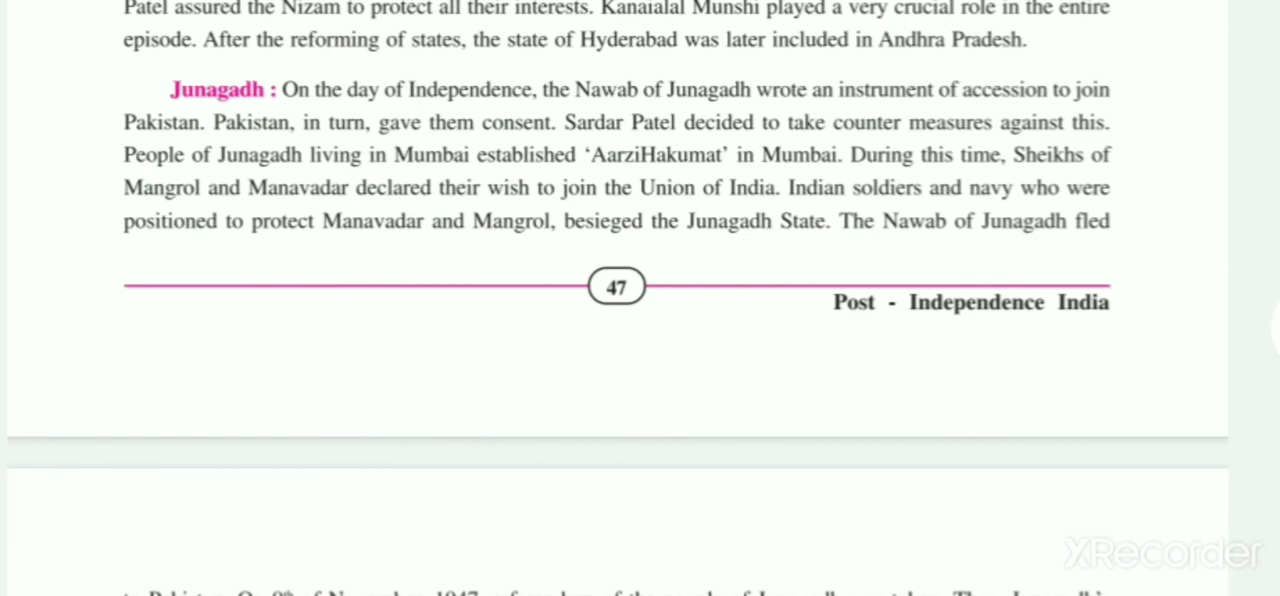 Patel assured the Nizam to protect all their interests. Kanaialal Munshi played a very crucial role in the entire
episode. After the reforming of states, the state of Hyderabad was later included in Andhra Pradesh.
Junagadh : On the day of Independence, the Nawab of Junagadh wrote an instrument of accession to join
Pakistan. Pakistan, in turn, gave them consent. Sardar Patel decided to take counter measures against this.
People of Junagadh living in Mumbai established ‘AarziHakumat’ in Mumbai. During this time, Sheikhs of
Mangrol and Manavadar declared their wish to join the Union of India. Indian soldiers and navy who were
positioned to protect Manavadar and Mangrol, besieged the Junagadh State. The Nawab of Junagadh fled
47
Post - Independence India
XRecorder